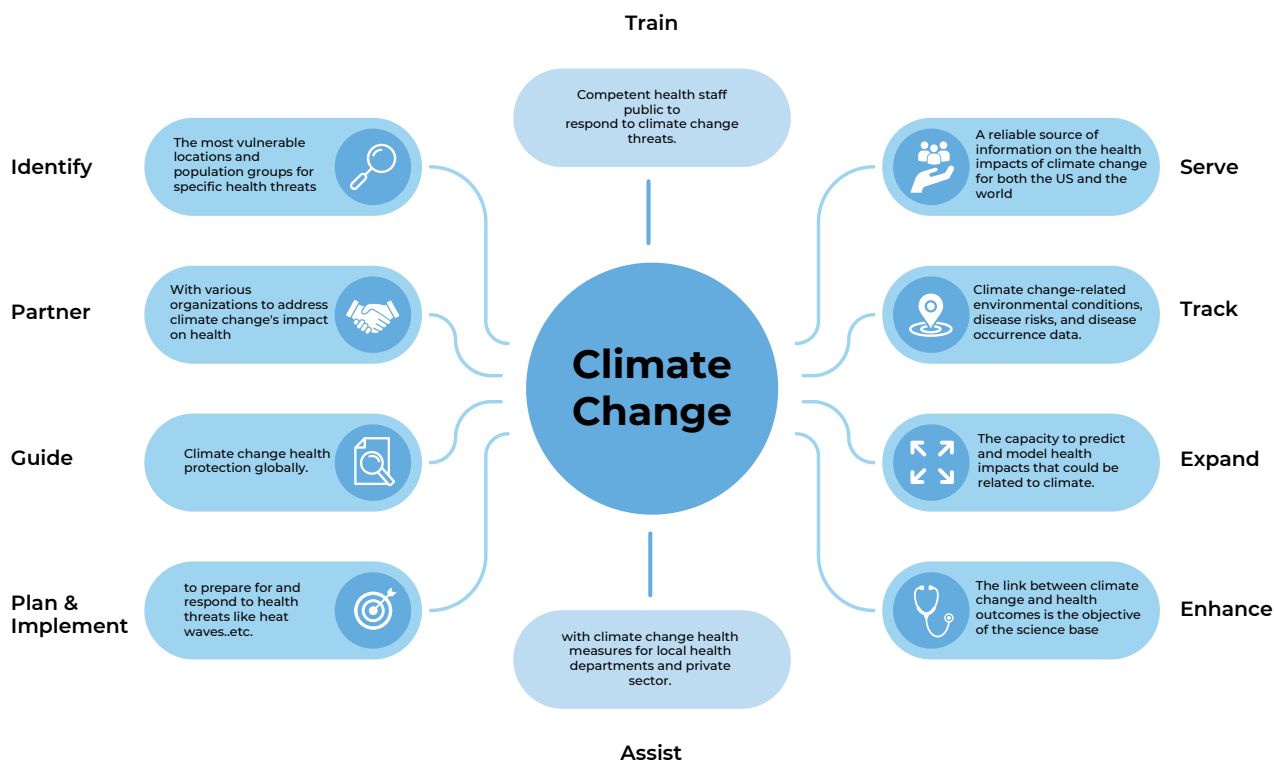 Train
Competent health staff
public to
respond to climate change
threats.
Identify
The most vulnerable
locations and
population groups for
specific health threats
A reliable source of
information on the health
impacts of climate change
for both the US and the
world
Serve
Partner
With various
organizations to address
climate change's impact
on health
Climate change-related
environmental conditions,
disease risks, and disease
occurrence data.
Track
Climate
Change
Guide
Climate change health
protection globally.
The capacity to predict
and model health
impacts that could be
related to climate.
Expand
Plan &
Implement
to prepare for and
respond to health
threats like heat
waves..etc.
The link between climate
change and health
outcomes is the objective
of the science base
Enhance
with climate change health
measures for local health
departments and private
sector.
Assist